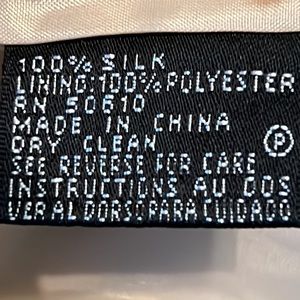 100% SILK
LINING:100% POLYESTER
RN 50610
MADE IN CHINA
DRY CLEAN
P
SEE REVERSE FOR CARE
INSTRUCTIONS AU DOS
VER AL DORSO PARA CUIDADO